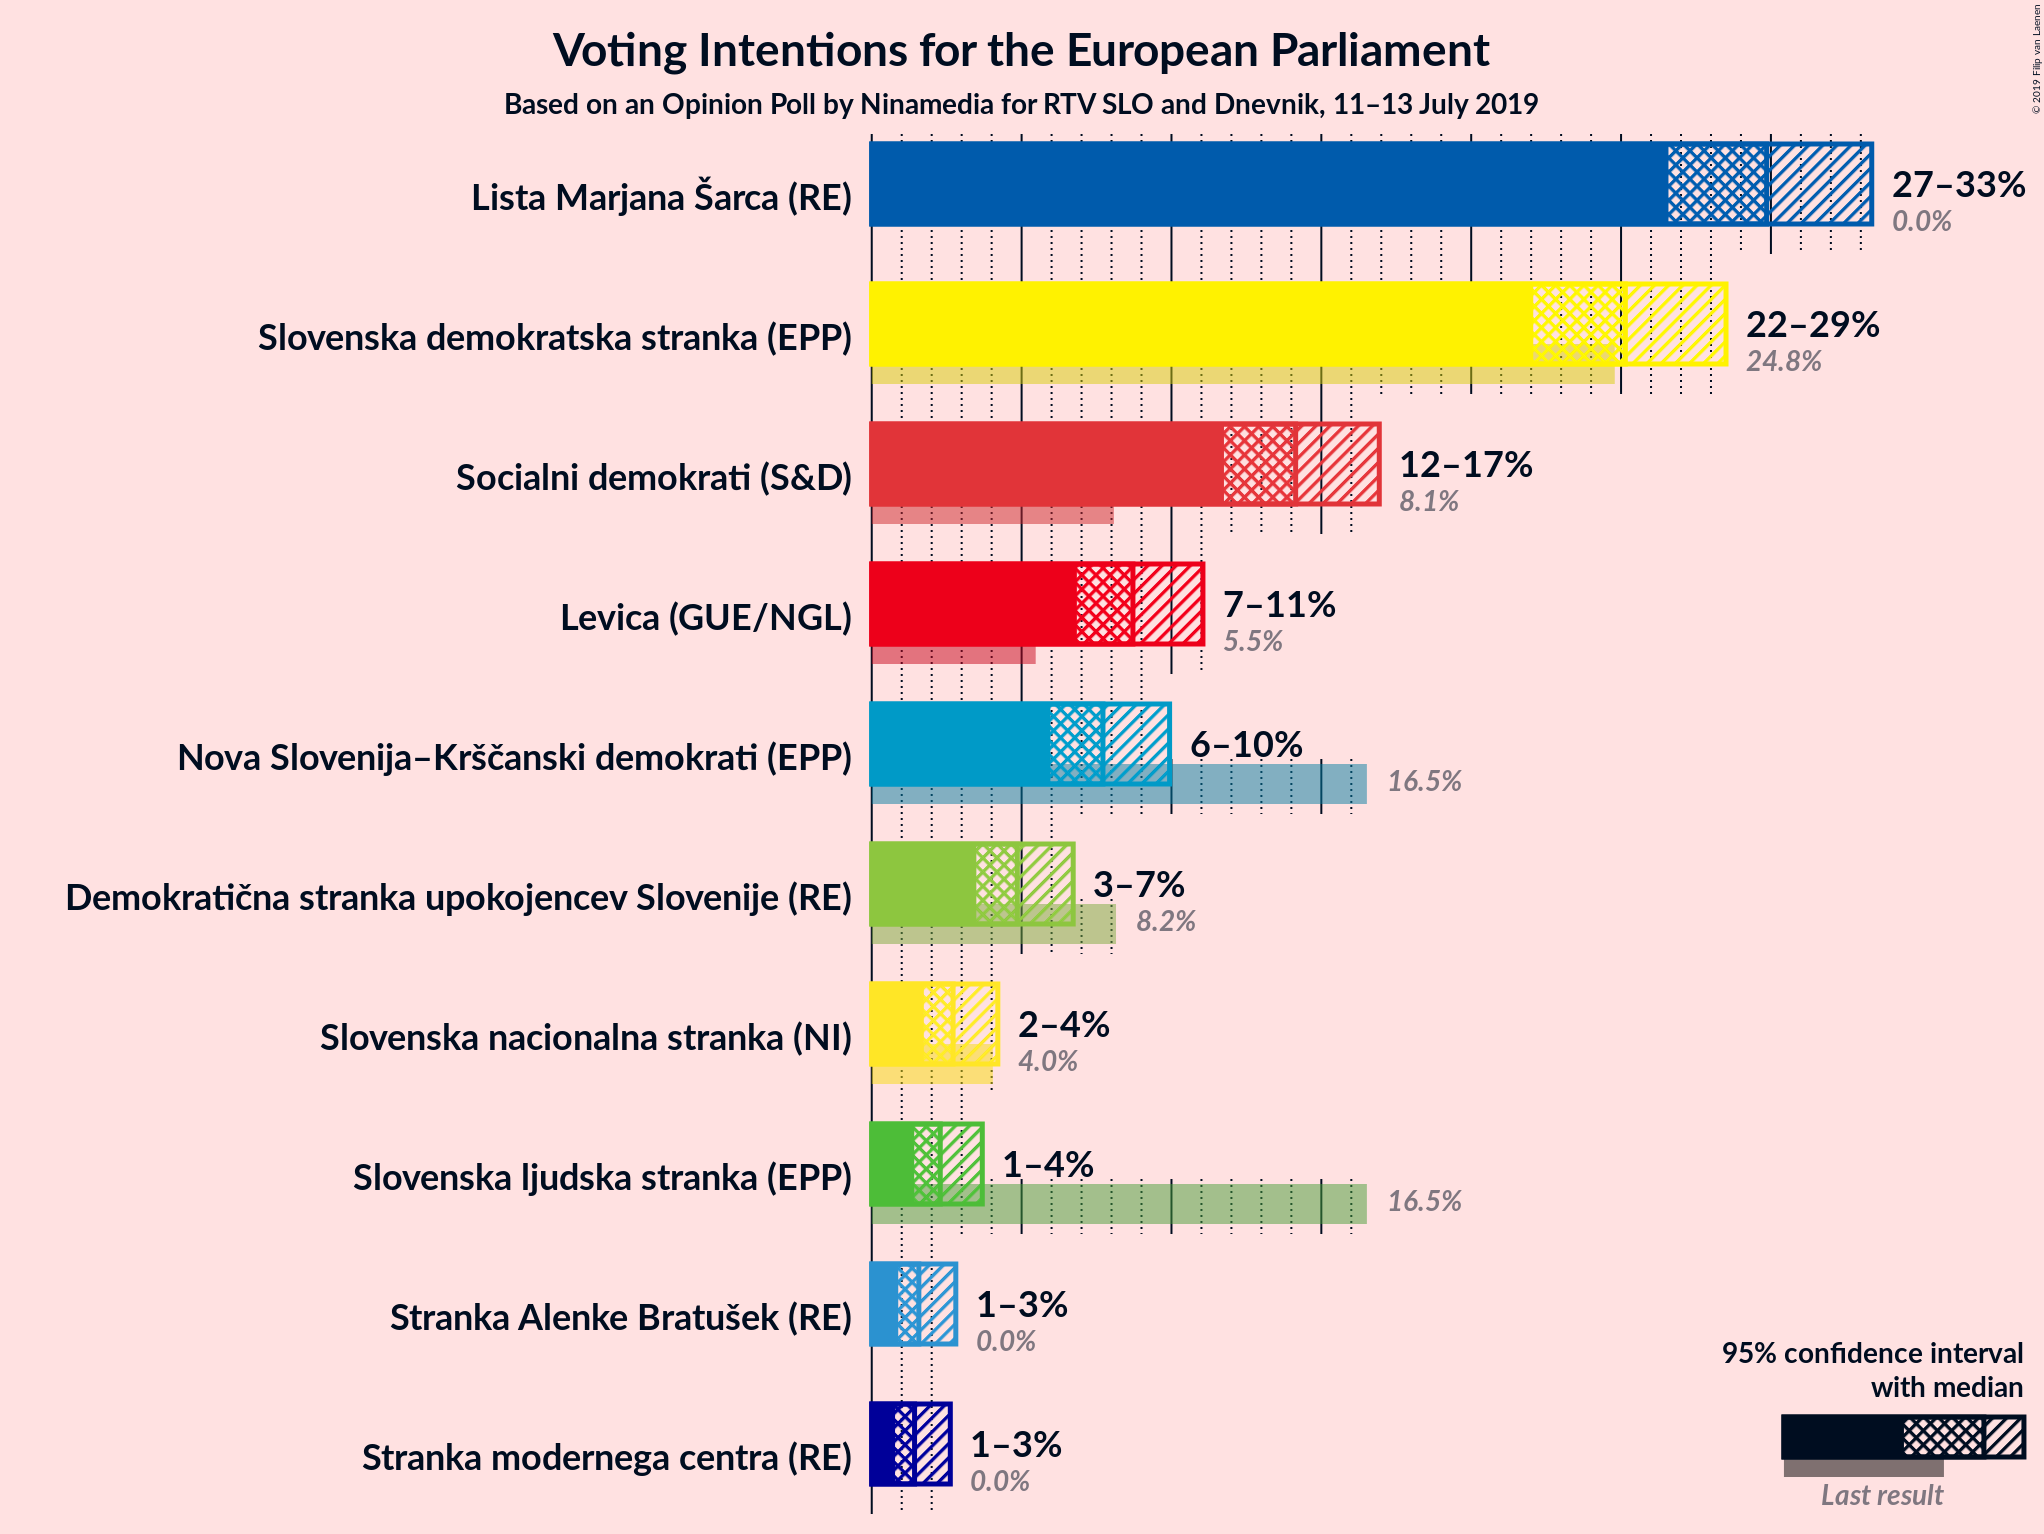 Voting Intentions for the European Parliament
Based on an Opinion Poll by Ninamedia for RTV SLO and Dnevnik, 11–13 July 2019
© 2019 Filip van Laenen
Lista Marjana Šarca (RE)
27–33%
0.0%
Slovenska demokratska stranka (EPP)
22–29%
24.8%
Socialni demokrati (S&D)
12–17%
8.1%
Levica (GUE/NGL)
7–11%
5.5%
Nova Slovenija–Krščanski demokrati (EPP)
6–10%
16.5%
Demokratična stranka upokojencev Slovenije (RE)
3–7%
8.2%
Slovenska nacionalna stranka (NI)
2–4%
4.0%
Slovenska ljudska stranka (EPP)
1–4%
16.5%
Stranka Alenke Bratušek (RE)
1–3%
0.0%
Stranka modernega centra (RE)
1–3%
0.0%
95% confidence interval
with median
Last result